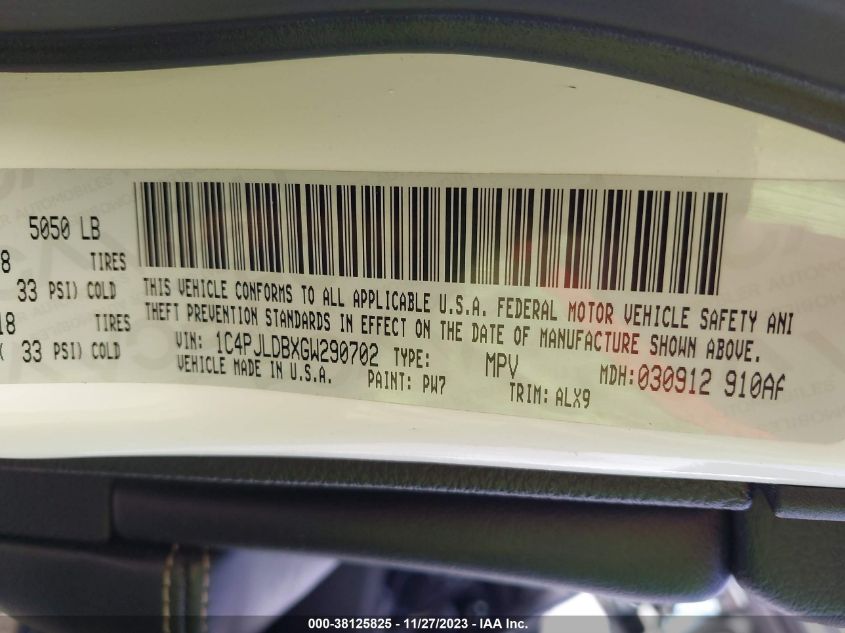 5050 LB
8 TIRES
33 PSI) COLD
18 TIRES
( 33 PSI) COLD
THIS VEHICLE CONFORMS TO ALL APPLICABLE U.S.A. FEDERAL MOTOR VEHICLE SAFETY AND
THEFT PREVENTION STANDARDS IN EFFECT ON THE DATE OF MANUFACTURE SHOWN ABOVE.
VIN: 1C4PJLDBXGW290702 TYPE: MPV MDH:030912 910AF
VEHICLE MADE IN U.S.A. PAINT: PW7 TRIM: ALX9
000-38125825 - 11/27/2023 - IAA Inc.